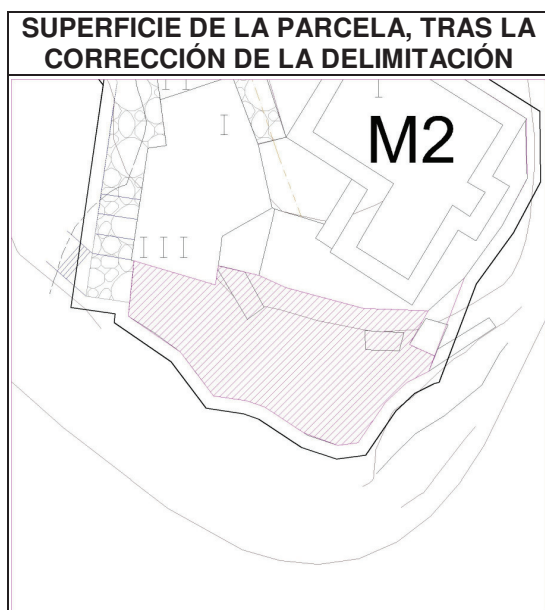 SUPERFICIE DE LA PARCELA, TRAS LA
CORRECCIÓN DE LA DELIMITACIÓN
I I
I
I
M2
I I I